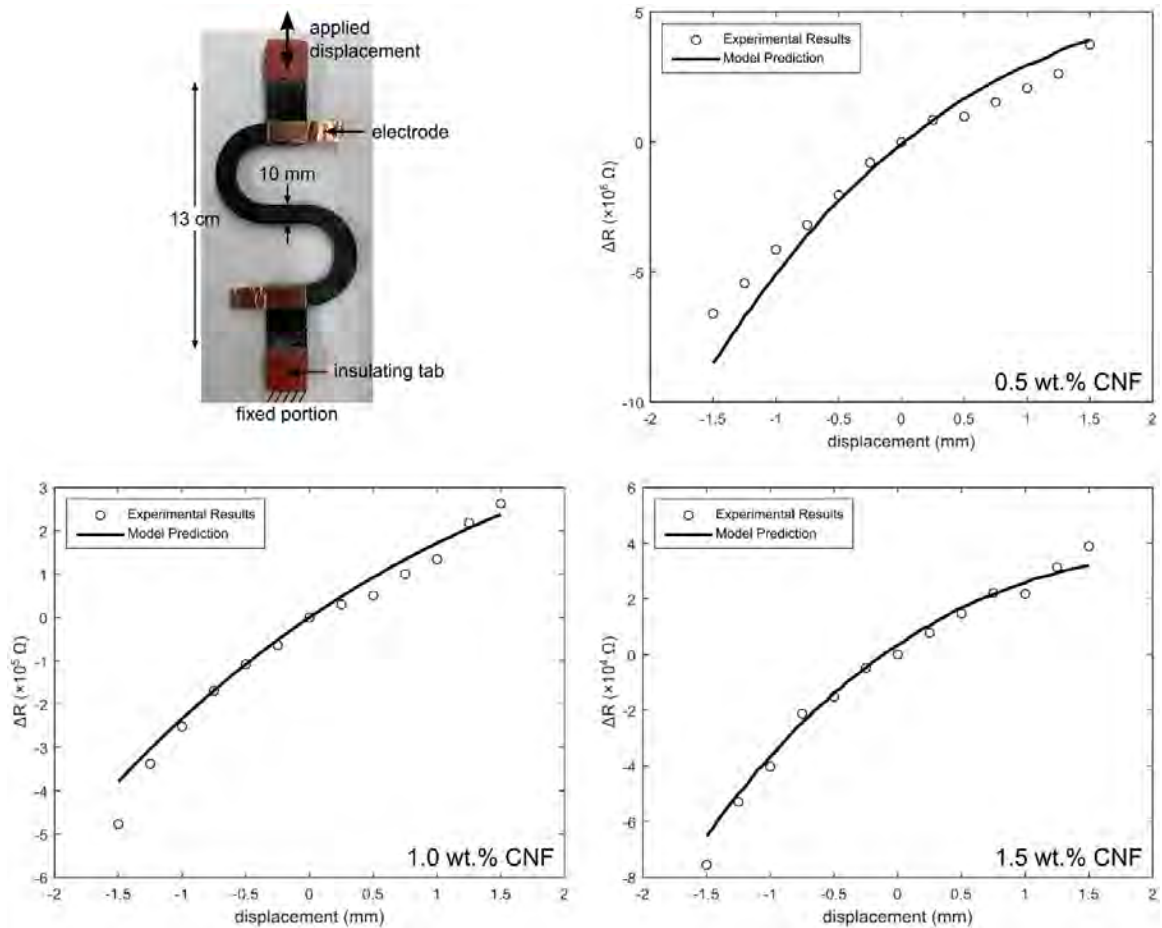 applied
displacement
electrode
10 mm
13 cm
insulating tab
fixed portion
5
0
-5
-10
ΔR (×10⁶ Ω)
Experimental Results
Model Prediction
0.5 wt.% CNF
-2 -1.5 -1 -0.5 0 0.5 1 1.5 2
displacement (mm)
3
2
1
0
-1
-2
-3
-4
-5
-6
ΔR (×10⁵ Ω)
Experimental Results
Model Prediction
1.0 wt.% CNF
-2 -1.5 -1 -0.5 0 0.5 1 1.5 2
displacement (mm)
6
4
2
0
-2
-4
-6
-8
ΔR (×10⁴ Ω)
Experimental Results
Model Prediction
1.5 wt.% CNF
-2 -1.5 -1 -0.5 0 0.5 1 1.5 2
displacement (mm)